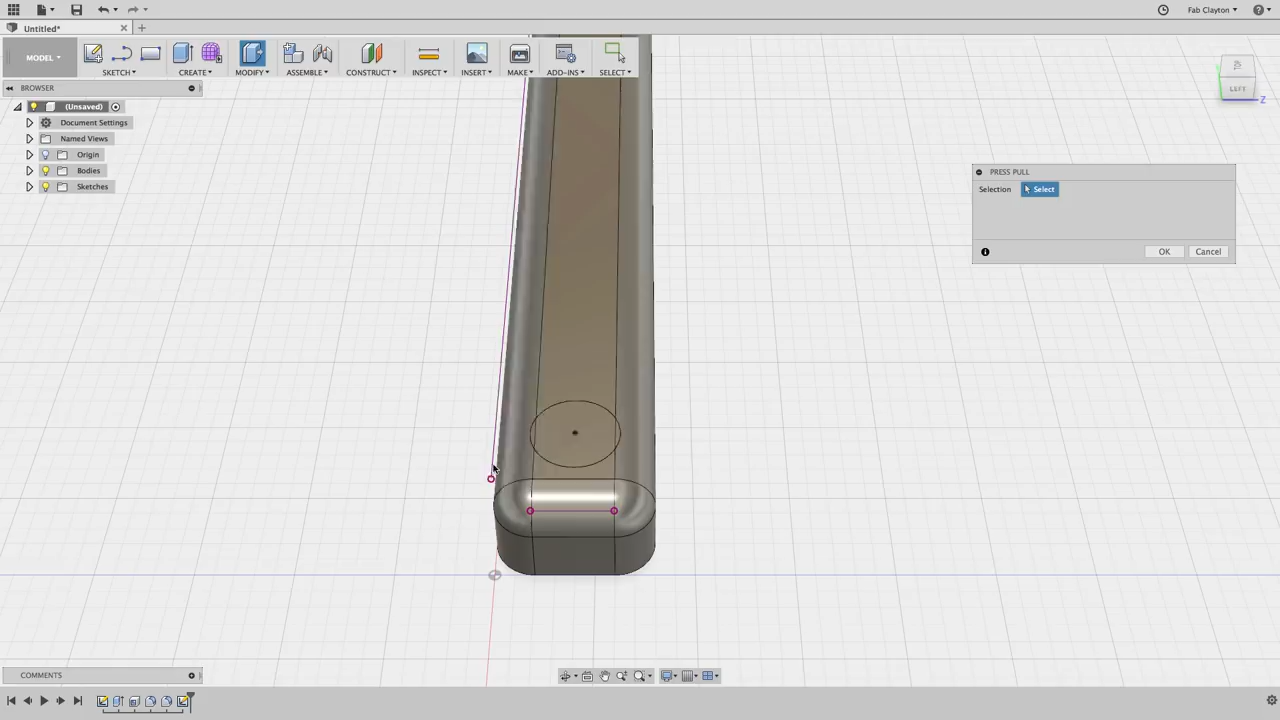 Fab Clayton
Untitled*
MODEL
SKETCH
CREATE
MODIFY
ASSEMBLE
CONSTRUCT
INSPECT
INSERT
MAKE
ADD-INS
SELECT
LEFT
Z
BROWSER
(Unsaved)
Document Settings
Named Views
Origin
Bodies
Sketches
PRESS PULL
Selection Select
OK Cancel
COMMENTS